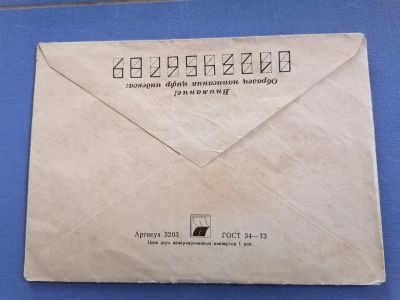 Внимание!
Образец написания цифр индекса:
0123456789
Артикул 3203 ГОСТ 34—73
Цена двух немаркированных конвертов 1 коп.